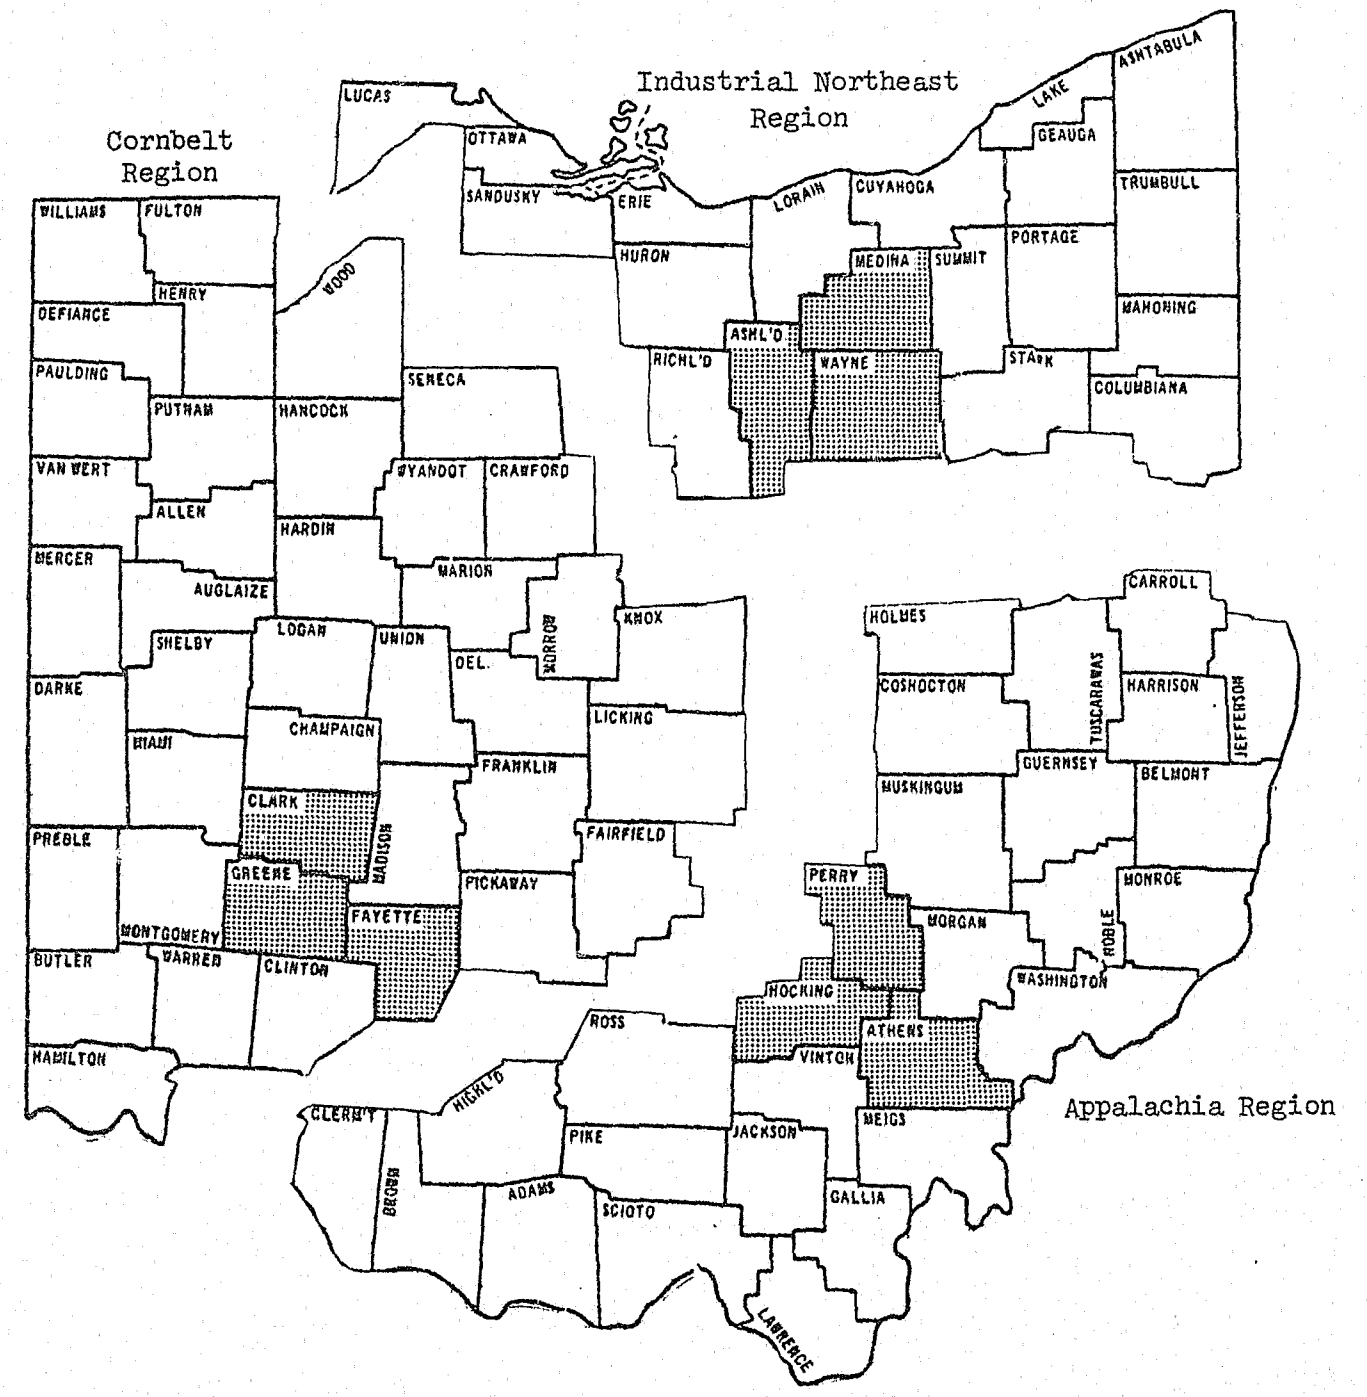 Industrial Northeast
Region
Cornbelt
Region
Appalachia Region
LUCAS
OTTAWA
SANDUSKY
ERIE
HURON
LORAIN
CUYAHOGA
LAKE
GEAUGA
ASHTABULA
TRUMBULL
PORTAGE
SUMMIT
MEDINA
MAHONING
ASHL'D
RICHL'D
WAYNE
STARK
COLUMBIANA
WILLIAMS
FULTON
HENRY
WOOD
DEFIANCE
PAULDING
PUTNAM
HANCOCK
SENECA
VAN WERT
WYANDOT
CRAWFORD
ALLEN
HARDIN
MERCER
AUGLAIZE
MARION
MORROW
KNOX
SHELBY
LOGAN
UNION
DEL.
DARKE
CHAMPAIGN
LICKING
MIAMI
FRANKLIN
CLARK
MADISON
FAIRFIELD
PREBLE
GREENE
PICKAWAY
FAYETTE
MONTGOMERY
BUTLER
WARREN
CLINTON
HAMILTON
CARROLL
HOLMES
TUSCARAWAS
COSHOCTON
HARRISON
JEFFERSON
GUERNSEY
BELMONT
MUSKINGUM
PERRY
MONROE
MORGAN
NOBLE
WASHINGTON
HOCKING
ATHENS
VINTON
ROSS
HIGHL'D
CLERM'T
PIKE
JACKSON
MEIGS
BROWN
ADAMS
SCIOTO
GALLIA
LAWRENCE